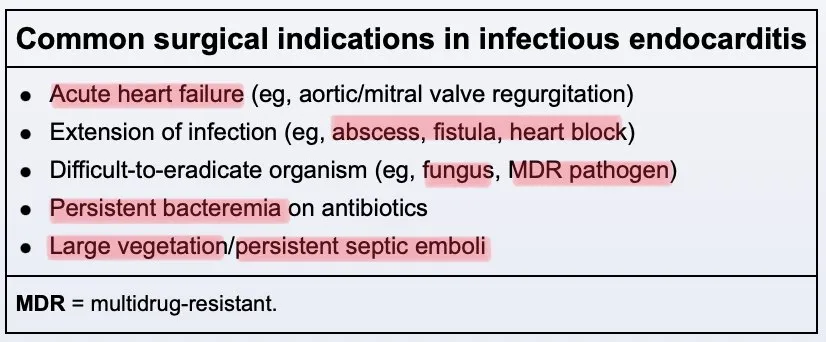 Common surgical indications in infectious endocarditis
• Acute heart failure (eg, aortic/mitral valve regurgitation)
• Extension of infection (eg, abscess, fistula, heart block)
• Difficult-to-eradicate organism (eg, fungus, MDR pathogen)
• Persistent bacteremia on antibiotics
• Large vegetation/persistent septic emboli
MDR = multidrug-resistant.